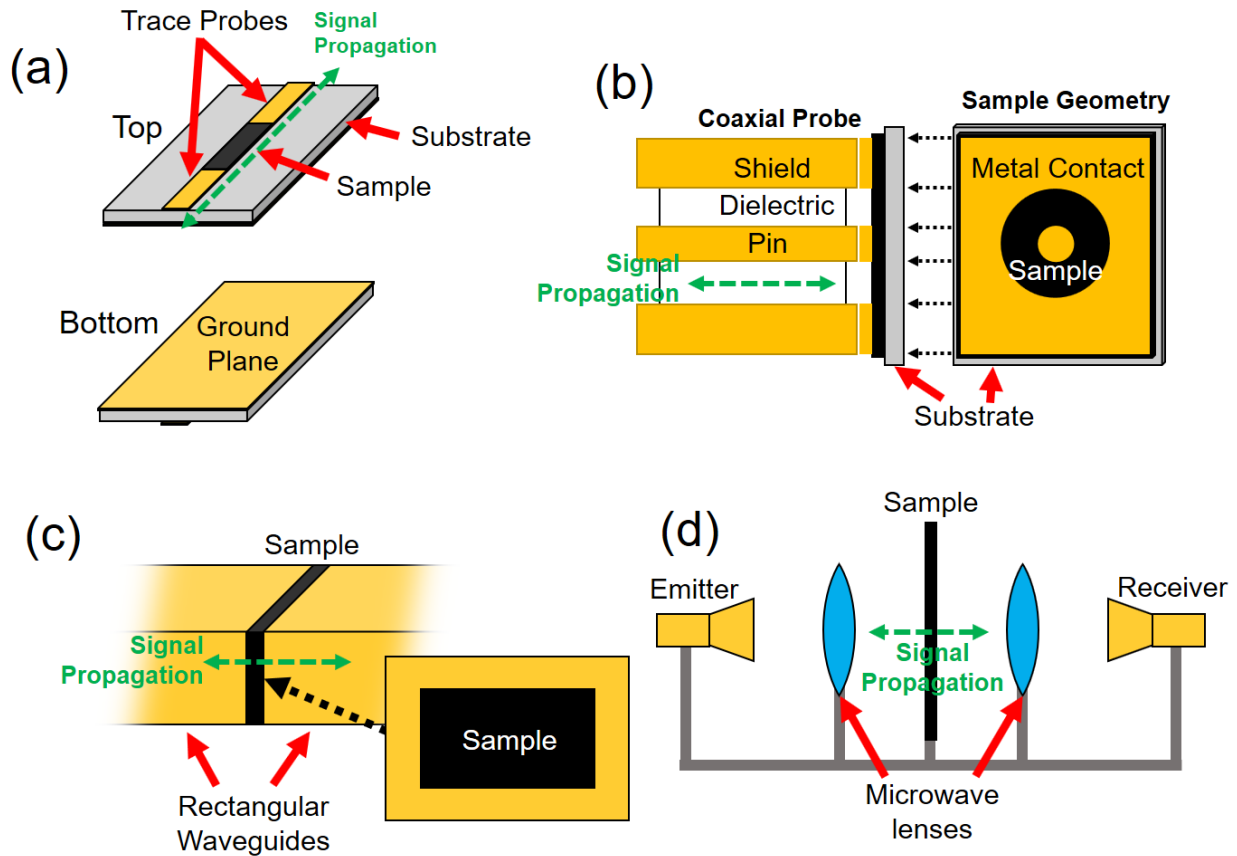 (a)
Trace Probes
Signal
Propagation
Top
Substrate
Sample
Bottom
Ground
Plane
(b)
Coaxial Probe
Sample Geometry
Shield
Dielectric
Pin
Signal
Propagation
Metal Contact
Sample
Substrate
(c)
Sample
Signal
Propagation
Sample
Rectangular
Waveguides
(d)
Sample
Emitter
Receiver
Signal
Propagation
Microwave
lenses